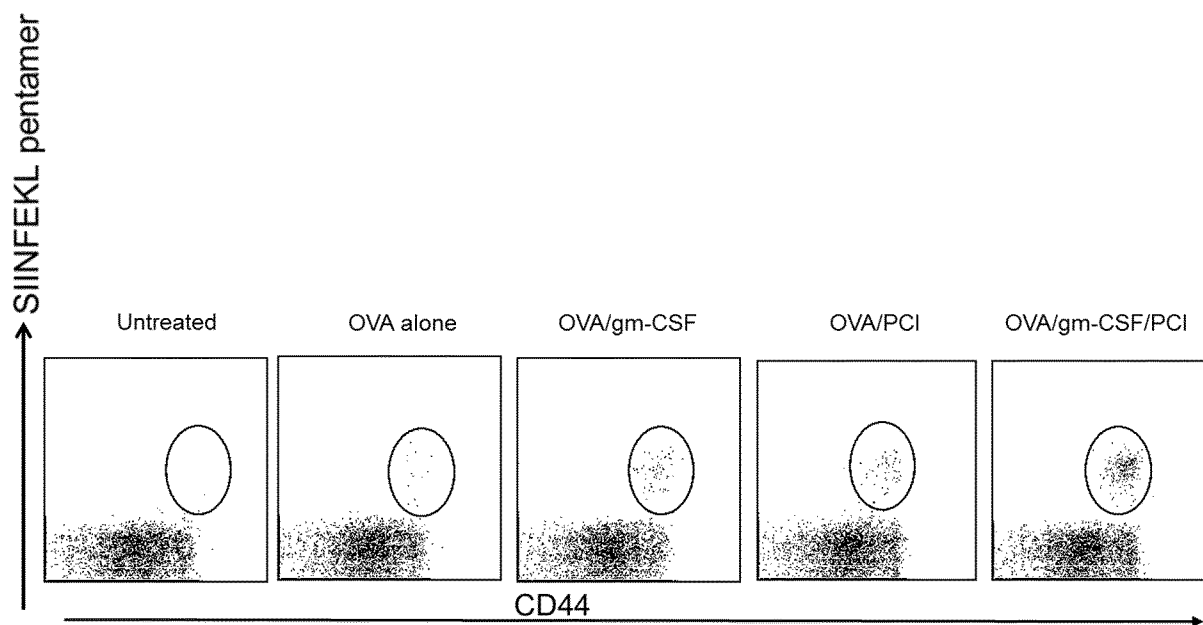 SIINFEKL pentamer
Untreated
OVA alone
OVA/gm-CSF
OVA/PCI
OVA/gm-CSF/PCI
CD44